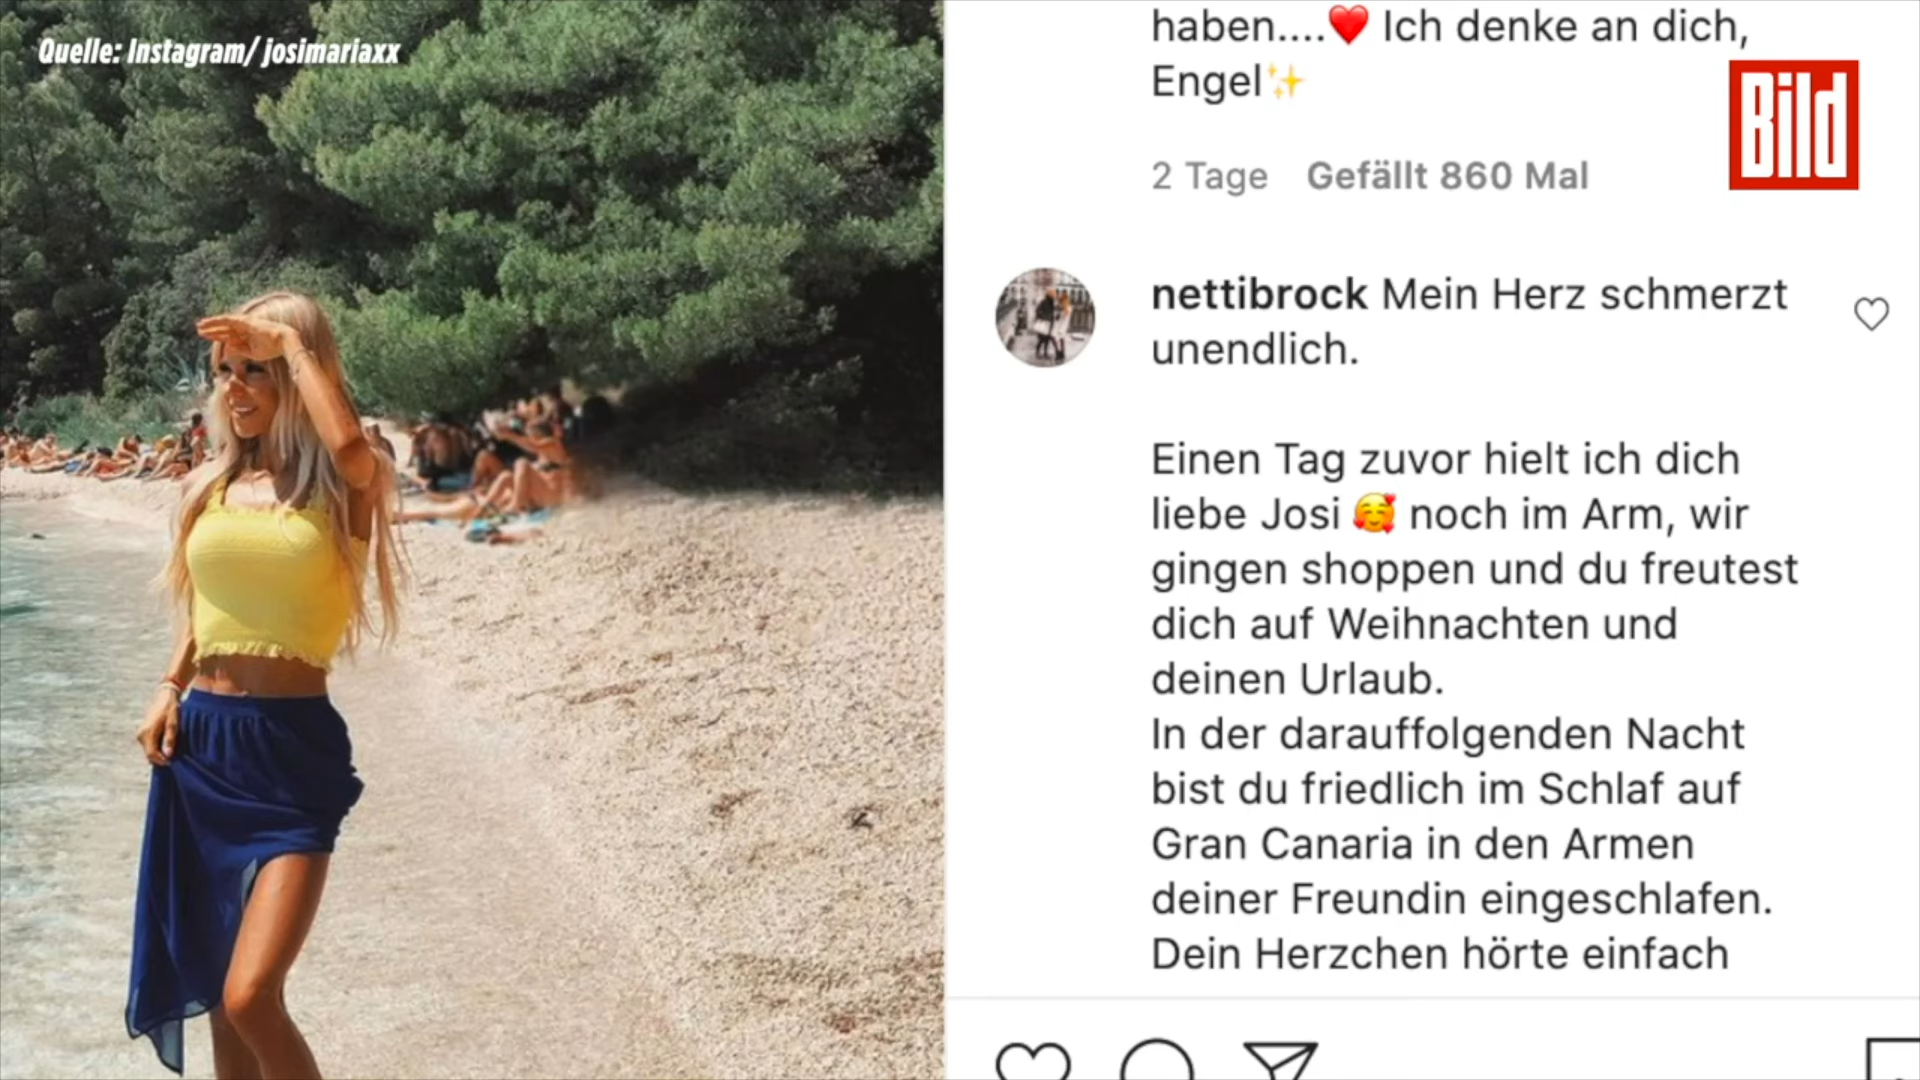 Quelle: Instagram/ josimariaxx
haben....❤️ Ich denke an dich,
Engel✨
Bild
2 Tage Gefällt 860 Mal
nettibrock Mein Herz schmerzt
unendlich.
Einen Tag zuvor hielt ich dich
liebe Josi 🥰 noch im Arm, wir
gingen shoppen und du freutest
dich auf Weihnachten und
deinen Urlaub.
In der darauffolgenden Nacht
bist du friedlich im Schlaf auf
Gran Canaria in den Armen
deiner Freundin eingeschlafen.
Dein Herzchen hörte einfach